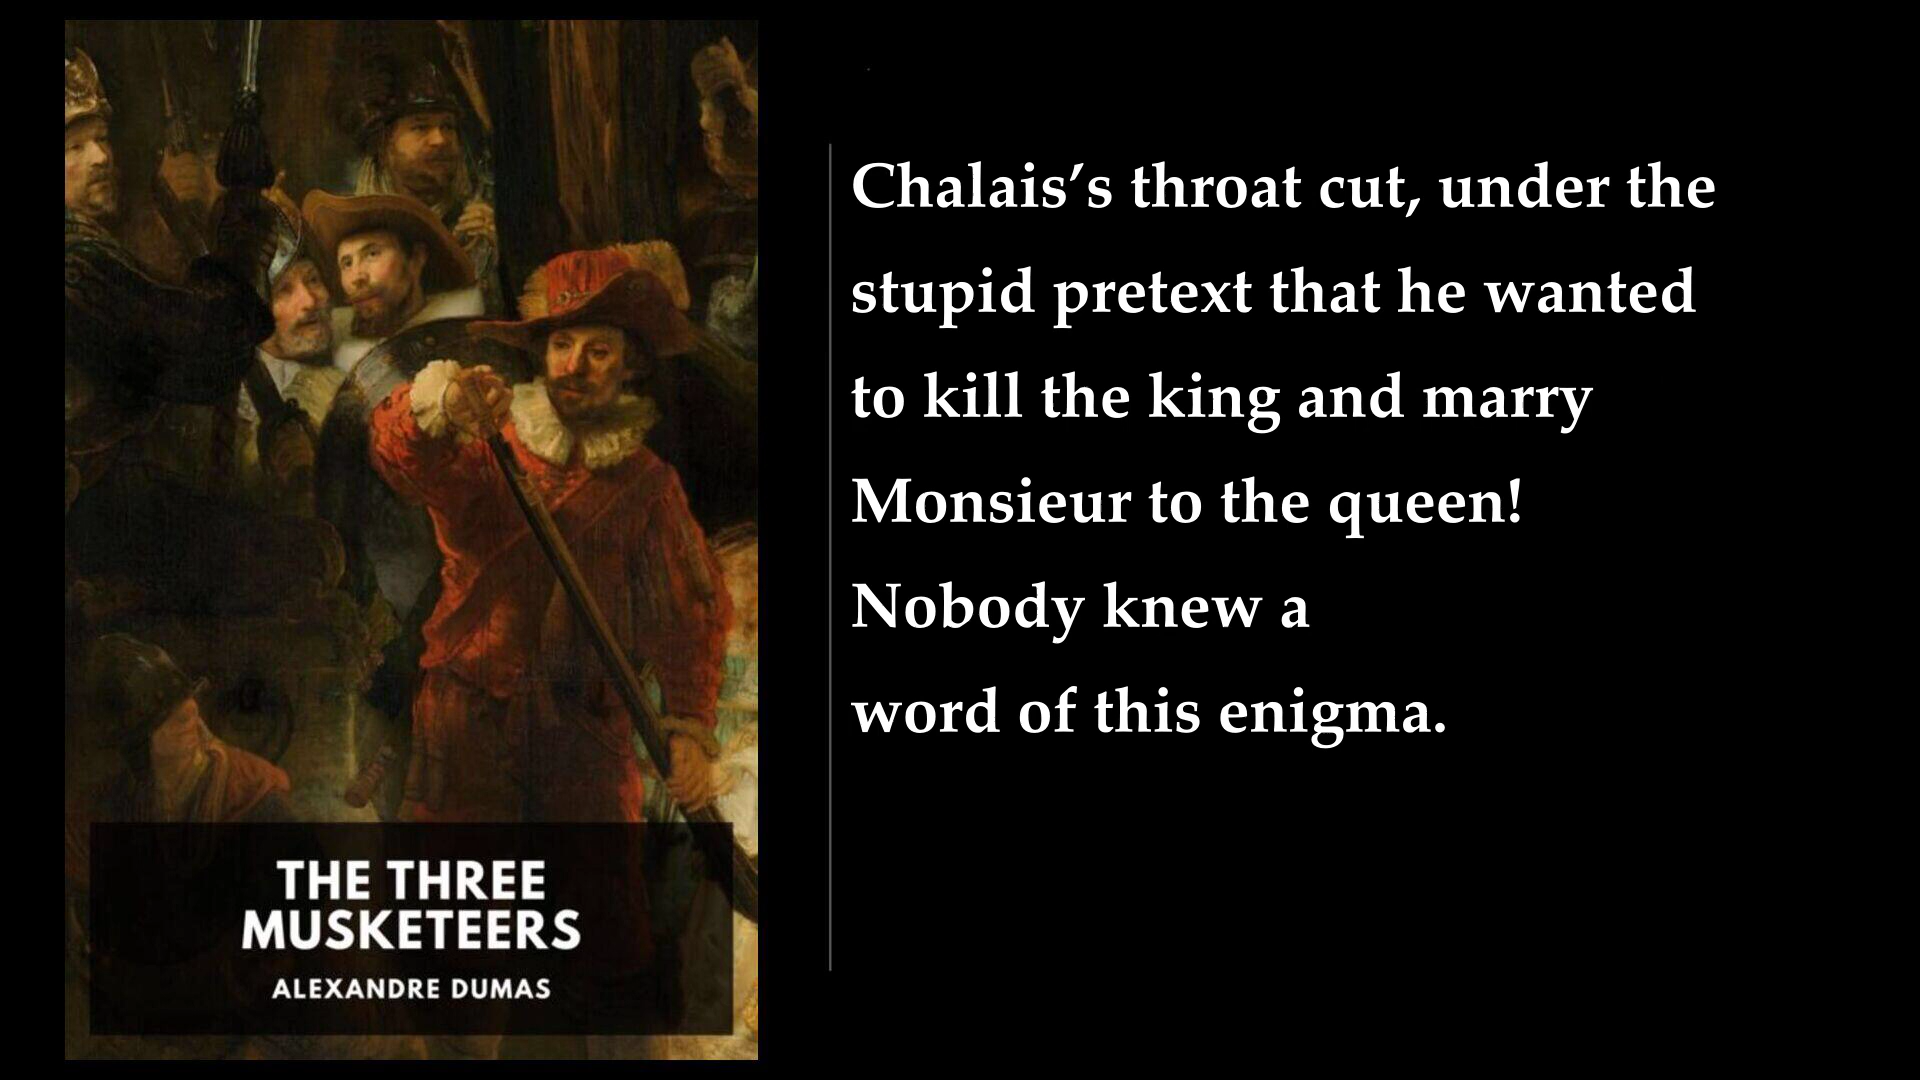 Chalais’s throat cut, under the
stupid pretext that he wanted
to kill the king and marry
Monsieur to the queen!
Nobody knew a
word of this enigma.
THE THREE
MUSKETEERS
ALEXANDRE DUMAS